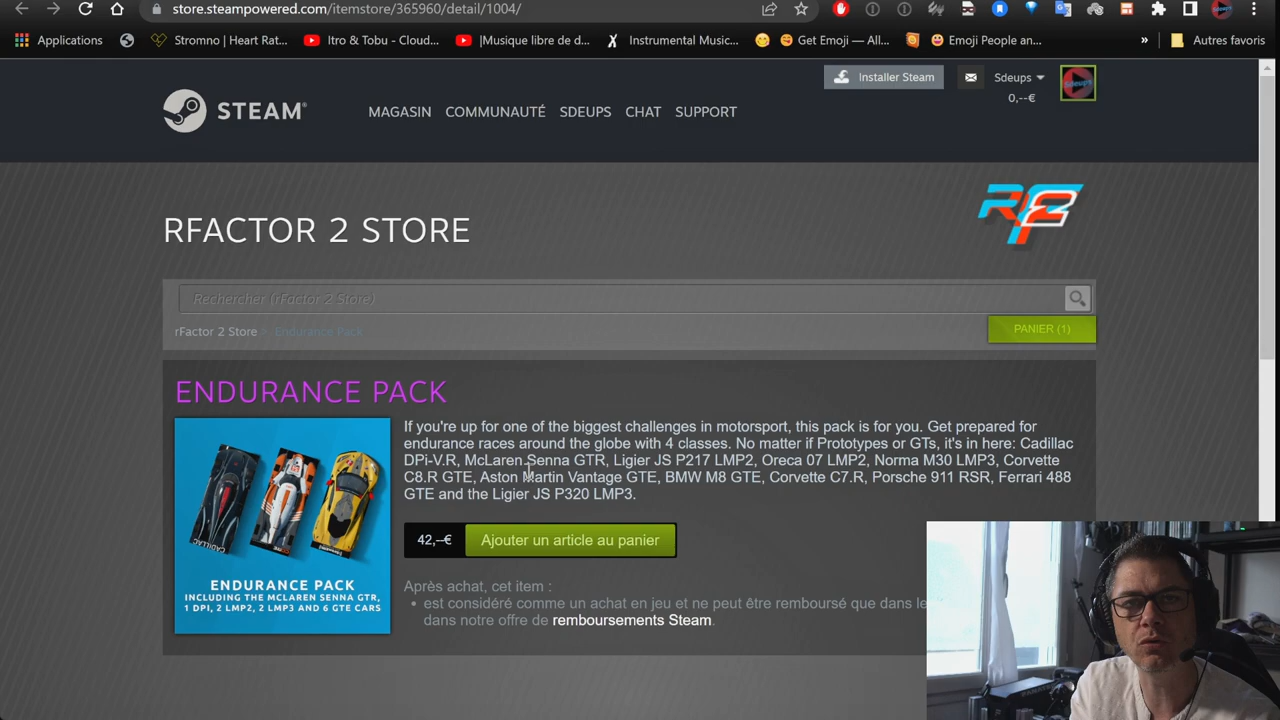 store.steampowered.com/itemstore/365960/detail/1004/
Applications
Stromno | Heart Rat...
Itro & Tobu - Cloud...
|Musique libre de d...
Instrumental Music...
Get Emoji — All...
Emoji People an...
»
Autres favoris
Installer Steam
Sdeups
0,--€
STEAM®
MAGASIN
COMMUNAUTÉ
SDEUPS
CHAT
SUPPORT
RFACTOR 2 STORE
RF2
Rechercher (rFactor 2 Store)
rFactor 2 Store > Endurance Pack
PANIER (1)
ENDURANCE PACK
If you're up for one of the biggest challenges in motorsport, this pack is for you. Get prepared for
endurance races around the globe with 4 classes. No matter if Prototypes or GTs, it's in here: Cadillac
DPi-V.R, McLaren Senna GTR, Ligier JS P217 LMP2, Oreca 07 LMP2, Norma M30 LMP3, Corvette
C8.R GTE, Aston Martin Vantage GTE, BMW M8 GTE, Corvette C7.R, Porsche 911 RSR, Ferrari 488
GTE and the Ligier JS P320 LMP3.
CADILLAC
ENDURANCE PACK
INCLUDING THE MCLAREN SENNA GTR,
1 DPI, 2 LMP2, 2 LMP3 AND 6 GTE CARS
42,--€
Ajouter un article au panier
Après achat, cet item :
• est considéré comme un achat en jeu et ne peut être remboursé que dans le
dans notre offre de remboursements Steam.